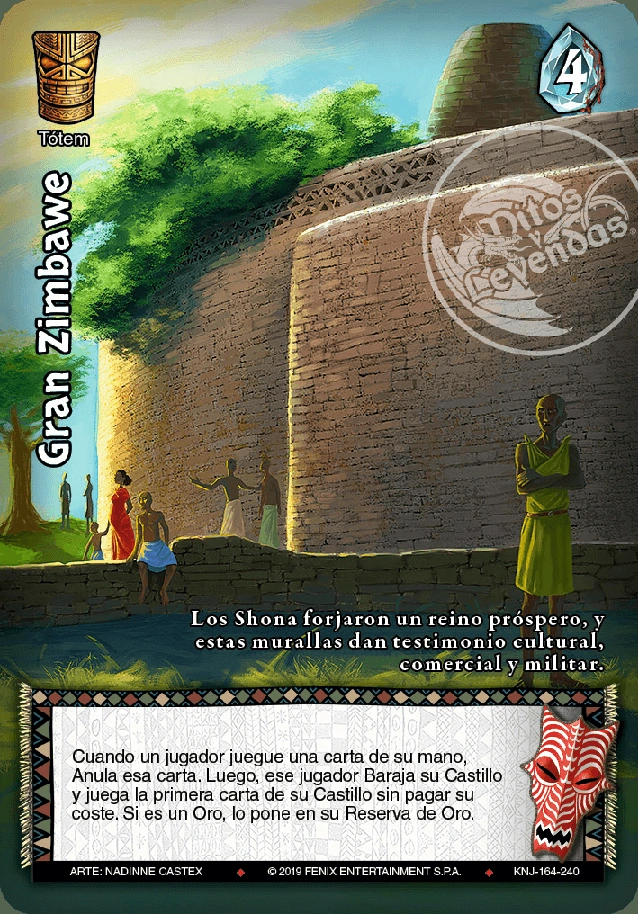 4
Tótem
Gran Zimbawe
Mitos
y
Leyendas®
Los Shona forjaron un reino próspero, y
estas murallas dan testimonio cultural,
comercial y militar.
Cuando un jugador juegue una carta de su mano,
Anula esa carta. Luego, ese jugador Baraja su Castillo
y juega la primera carta de su Castillo sin pagar su
coste. Si es un Oro, lo pone en su Reserva de Oro.
ARTE: NADINNE CASTEX ♦ © 2019 FENIX ENTERTAINMENT S.P.A. ♦ KNJ-164-240